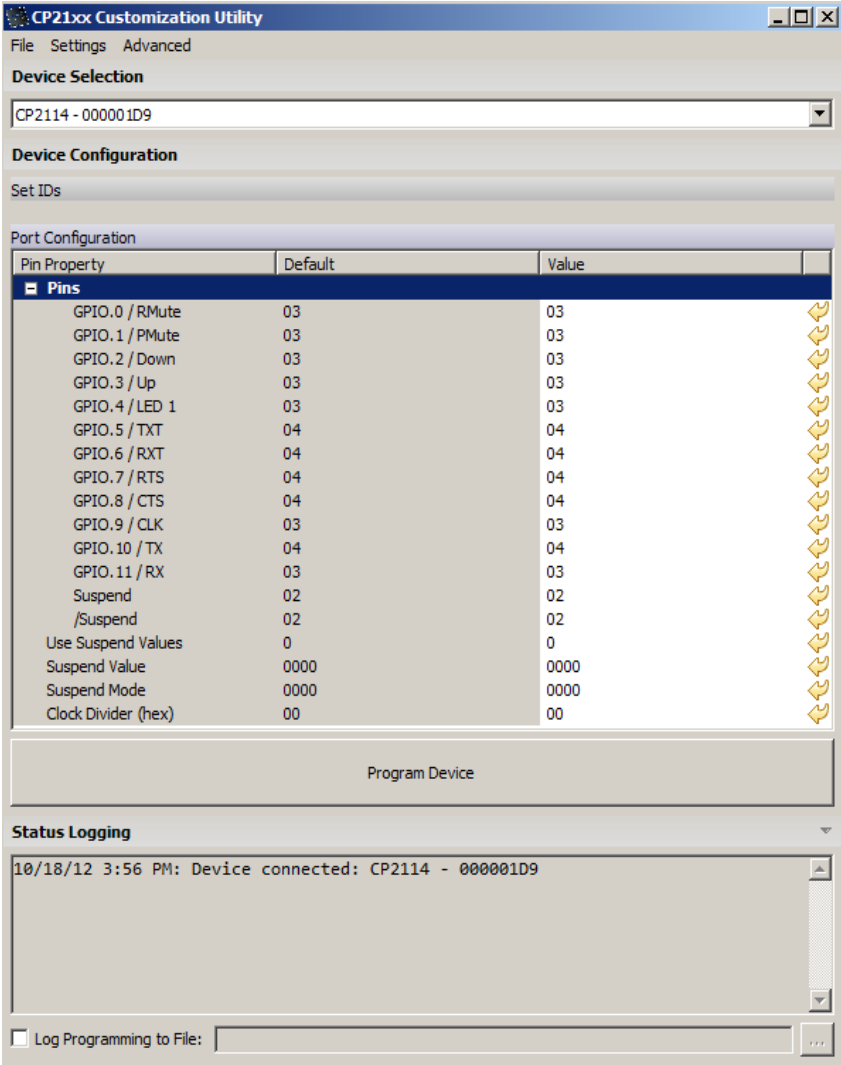 CP21xx Customization Utility
File Settings Advanced
Device Selection
CP2114 - 000001D9
Device Configuration
Set IDs
Port Configuration
Pin Property Default Value
Pins
GPIO.0 / RMute 03 03
GPIO.1 / PMute 03 03
GPIO.2 / Down 03 03
GPIO.3 / Up 03 03
GPIO.4 / LED 1 03 03
GPIO.5 / TXT 04 04
GPIO.6 / RXT 04 04
GPIO.7 / RTS 04 04
GPIO.8 / CTS 04 04
GPIO.9 / CLK 03 03
GPIO.10 / TX 04 04
GPIO.11 / RX 03 03
Suspend 02 02
/Suspend 02 02
Use Suspend Values 0 0
Suspend Value 0000 0000
Suspend Mode 0000 0000
Clock Divider (hex) 00 00
Program Device
Status Logging
10/18/12 3:56 PM: Device connected: CP2114 - 000001D9
Log Programming to File: ...